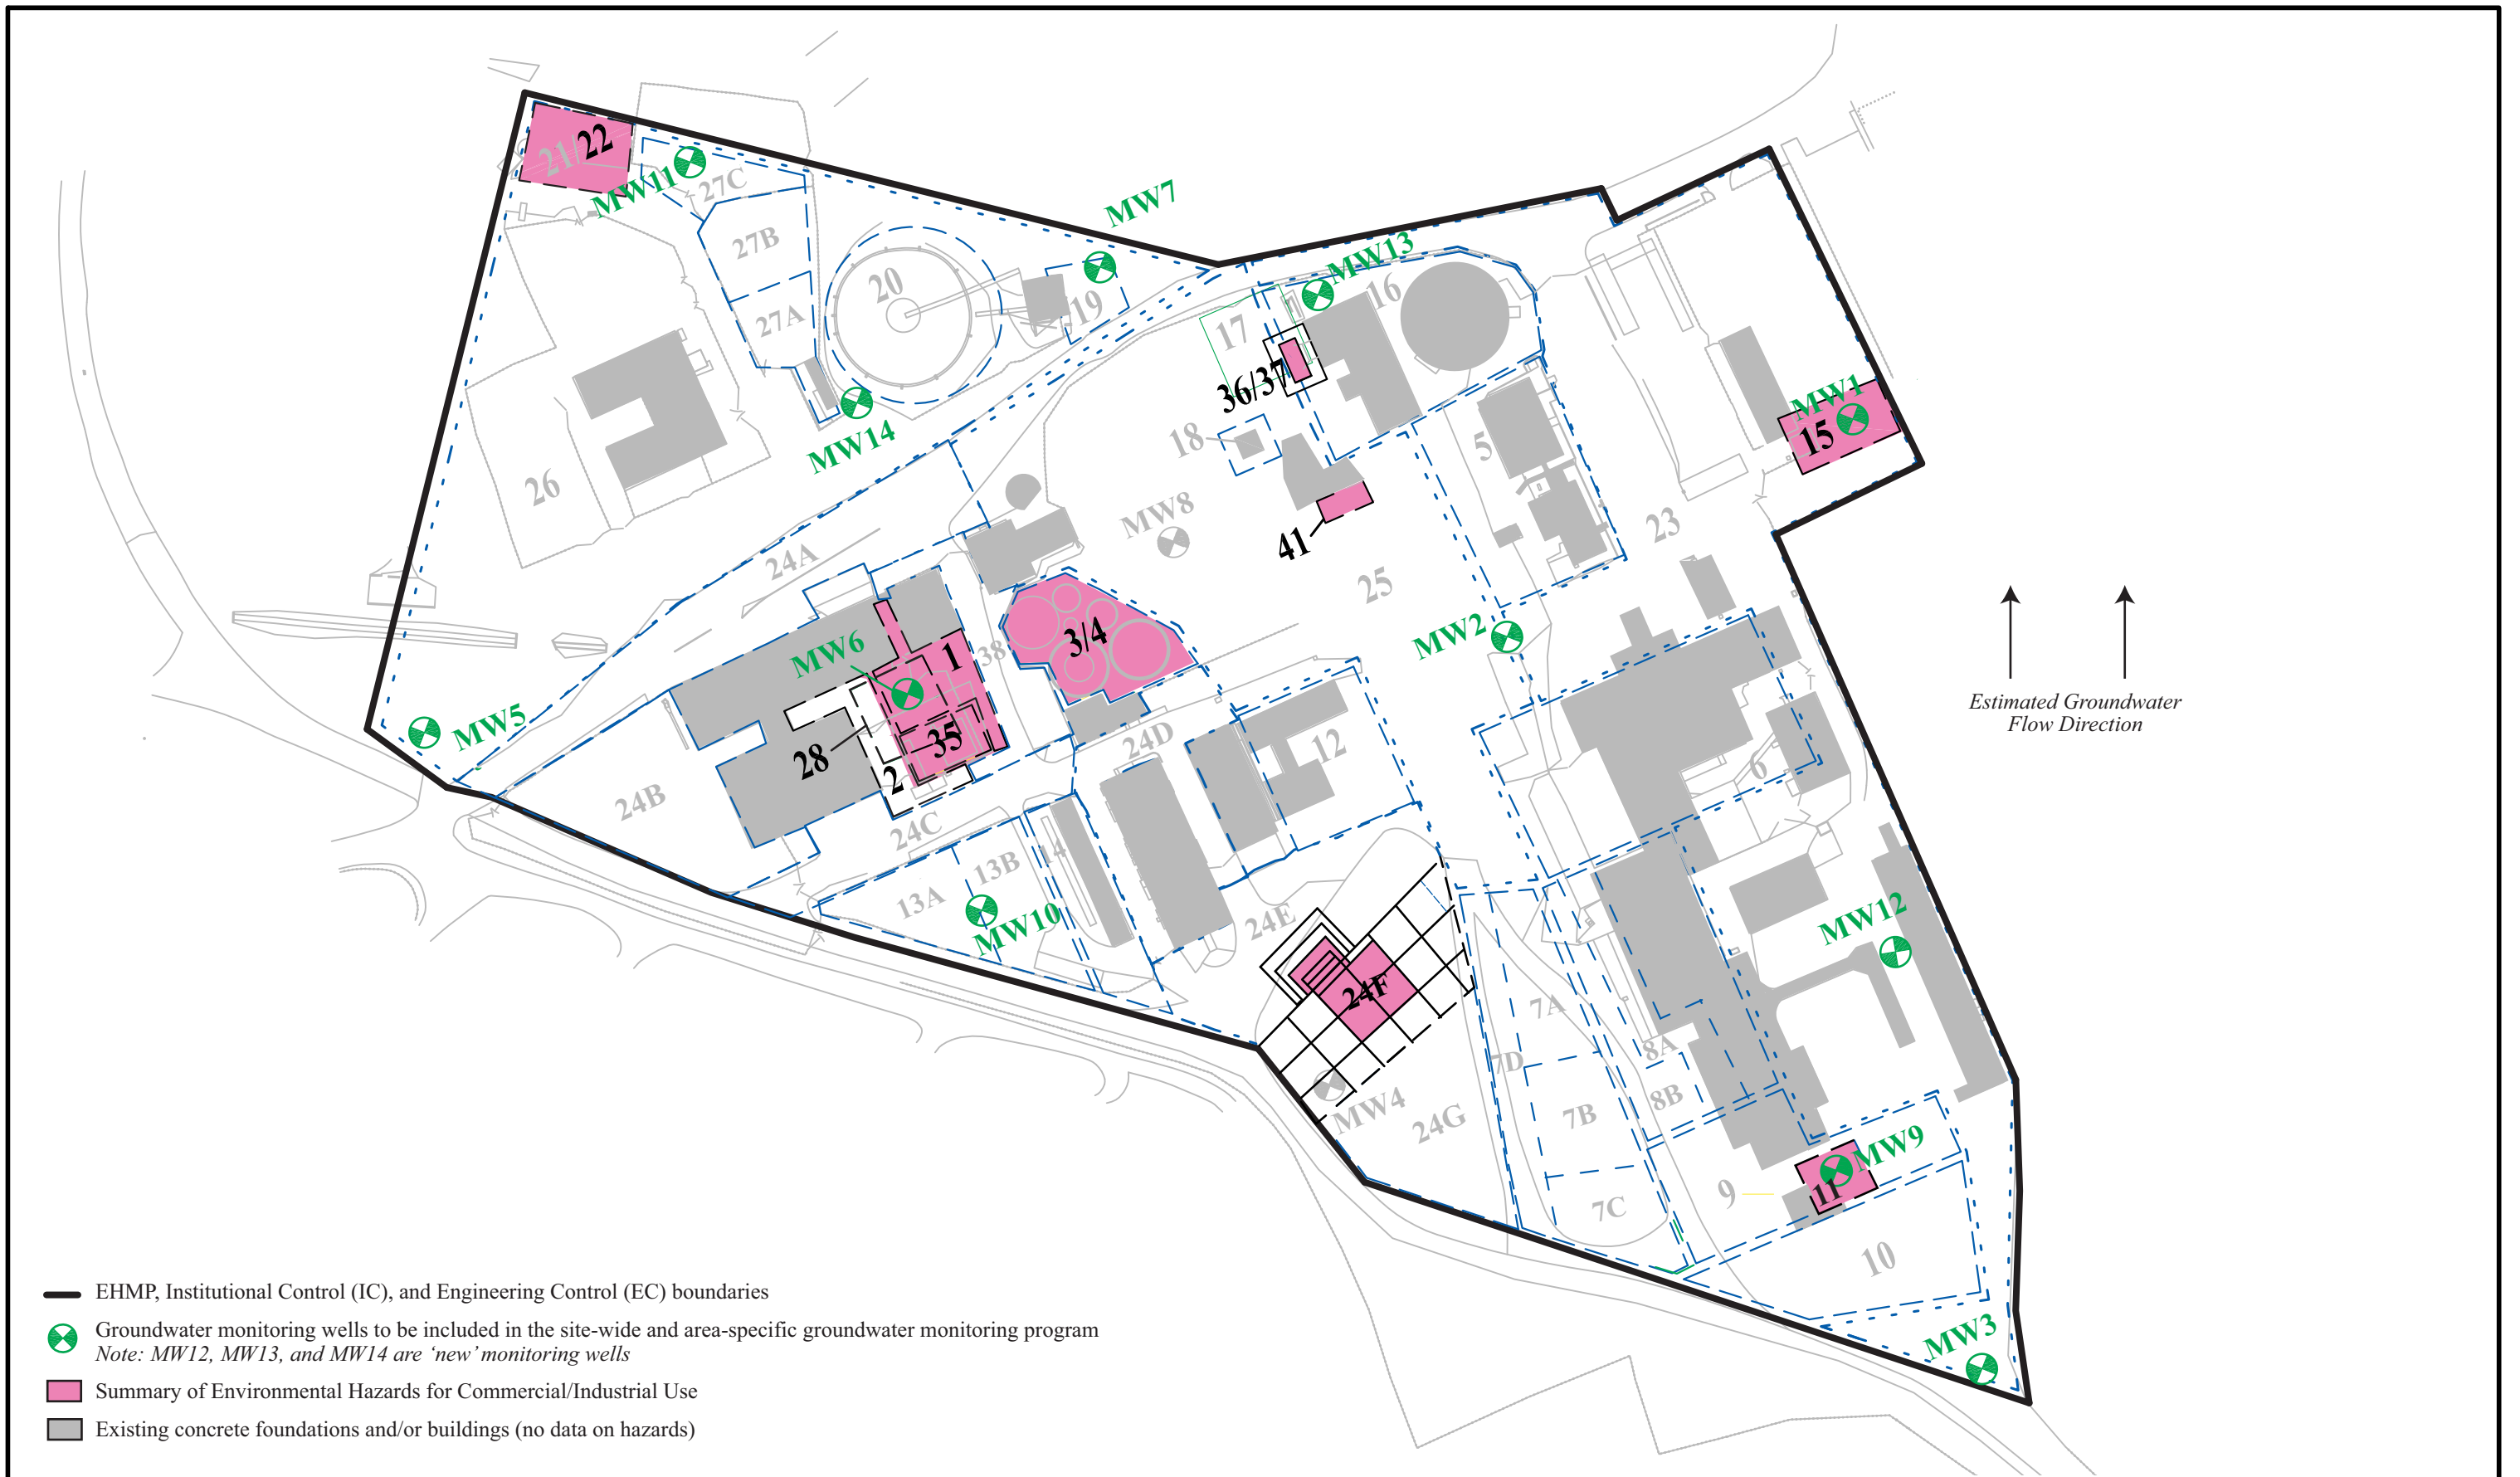 22
21/
MW11
27C
MW7
27B
MW13
20
16
19
27A
17
36/37
MW1
15
MW14
18
5
26
MW8
41
23
24A
25
MW2
3/4
MW6
1
38
Estimated Groundwater
Flow Direction
MW5
35
28
24D
12
2
6
24B
24C
14
13B
13A
MW10
24E
MW12
24F
7A
8A
7D
8B
MW4
7B
24G
MW9
11
9
7C
10
MW3
EHMP, Institutional Control (IC), and Engineering Control (EC) boundaries
Groundwater monitoring wells to be included in the site-wide and area-specific groundwater monitoring program
Note: MW12, MW13, and MW14 are ‘new’ monitoring wells
Summary of Environmental Hazards for Commercial/Industrial Use
Existing concrete foundations and/or buildings (no data on hazards)